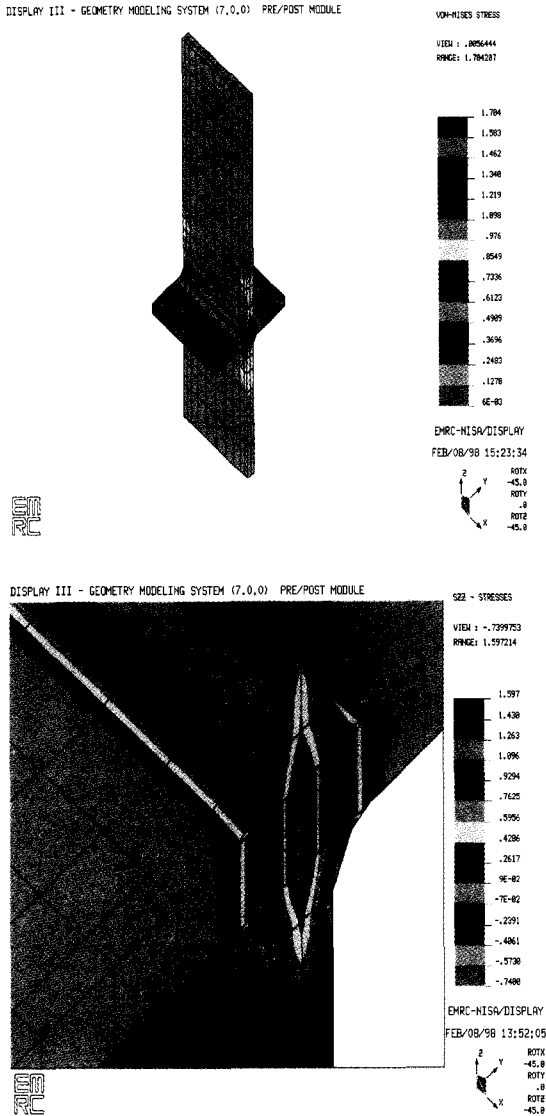 DISPLAY III - GEOMETRY MODELING SYSTEM (7.0.0) PRE/POST MODULE
VON-MISES STRESS
VIEW : .0056444
RANGE: 1.704207
1.704
1.583
1.462
1.340
1.219
1.098
.976
.8549
.7336
.6123
.4909
.3696
.2483
.1270
6E-03
EMRC-NISA/DISPLAY
FEB/08/98 15:23:34
Z
Y
X
ROTX
-45.0
ROTY
.0
ROTZ
-45.0
EMRC
DISPLAY III - GEOMETRY MODELING SYSTEM (7.0.0) PRE/POST MODULE
SZZ - STRESSES
VIEW : -.7399753
RANGE: 1.597214
1.597
1.430
1.263
1.096
.9294
.7625
.5956
.4286
.2617
9E-02
-7E-02
-.2391
-.4061
-.5730
-.7400
EMRC-NISA/DISPLAY
FEB/08/98 13:52:05
Z
Y
X
ROTX
-45.0
ROTY
.0
ROTZ
-45.0
EMRC